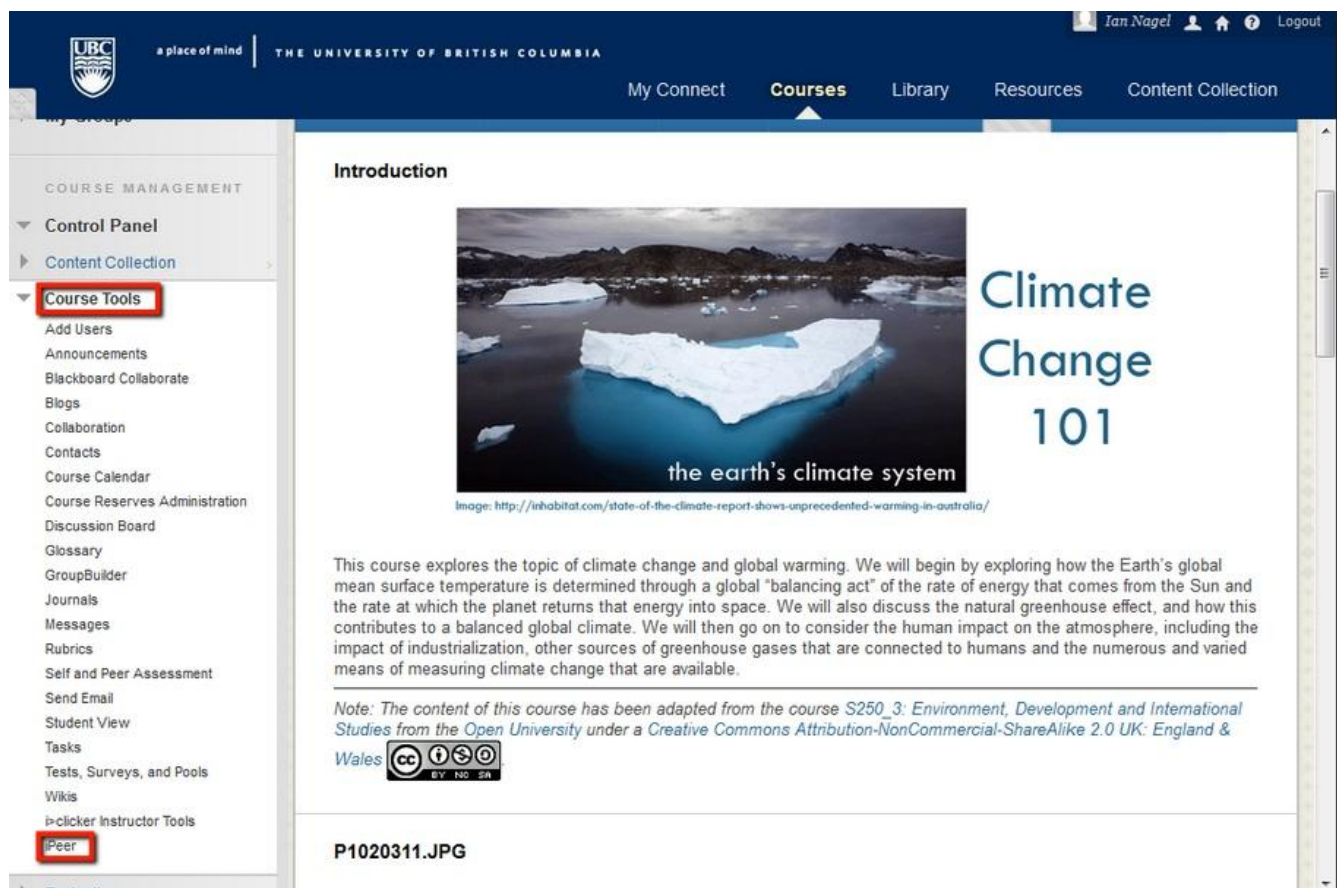 Ian Nagel Logout
UBC
a place of mind THE UNIVERSITY OF BRITISH COLUMBIA
My Connect Courses Library Resources Content Collection
My Groups
COURSE MANAGEMENT
Control Panel
Content Collection
Course Tools
Add Users
Announcements
Blackboard Collaborate
Blogs
Collaboration
Contacts
Course Calendar
Course Reserves Administration
Discussion Board
Glossary
GroupBuilder
Journals
Messages
Rubrics
Self and Peer Assessment
Send Email
Student View
Tasks
Tests, Surveys, and Pools
Wikis
i>clicker Instructor Tools
iPeer
Introduction
Climate
Change
101
the earth's climate system
Image: http://inhabitat.com/state-of-the-climate-report-shows-unprecedented-warming-in-australia/
This course explores the topic of climate change and global warming. We will begin by exploring how the Earth's global
mean surface temperature is determined through a global "balancing act" of the rate of energy that comes from the Sun and
the rate at which the planet returns that energy into space. We will also discuss the natural greenhouse effect, and how this
contributes to a balanced global climate. We will then go on to consider the human impact on the atmosphere, including the
impact of industrialization, other sources of greenhouse gases that are connected to humans and the numerous and varied
means of measuring climate change that are available.
Note: The content of this course has been adapted from the course S250_3: Environment, Development and International
Studies from the Open University under a Creative Commons Attribution-NonCommercial-ShareAlike 2.0 UK: England &
Wales cc BY NC SA.
P1020311.JPG